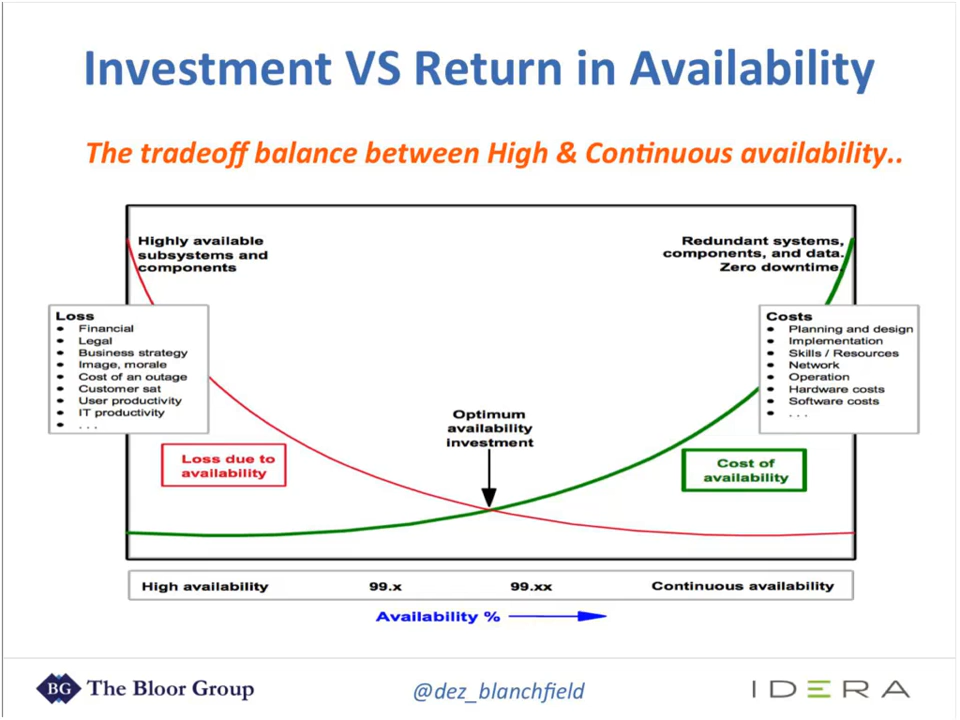 Investment VS Return in Availability
The tradeoff balance between High & Continuous availability..
Highly available
subsystems and
components
Redundant systems,
components, and data.
Zero downtime.
Loss
• Financial
• Legal
• Business strategy
• Image, morale
• Cost of an outage
• Customer sat
• User productivity
• IT productivity
• . . .
Costs
• Planning and design
• Implementation
• Skills / Resources
• Network
• Operation
• Hardware costs
• Software costs
• . . .
Optimum
availability
investment
Loss due to
availability
Cost of
availability
High availability 99.x 99.xx Continuous availability
Availability %
BG The Bloor Group
@dez_blanchfield
IDERA